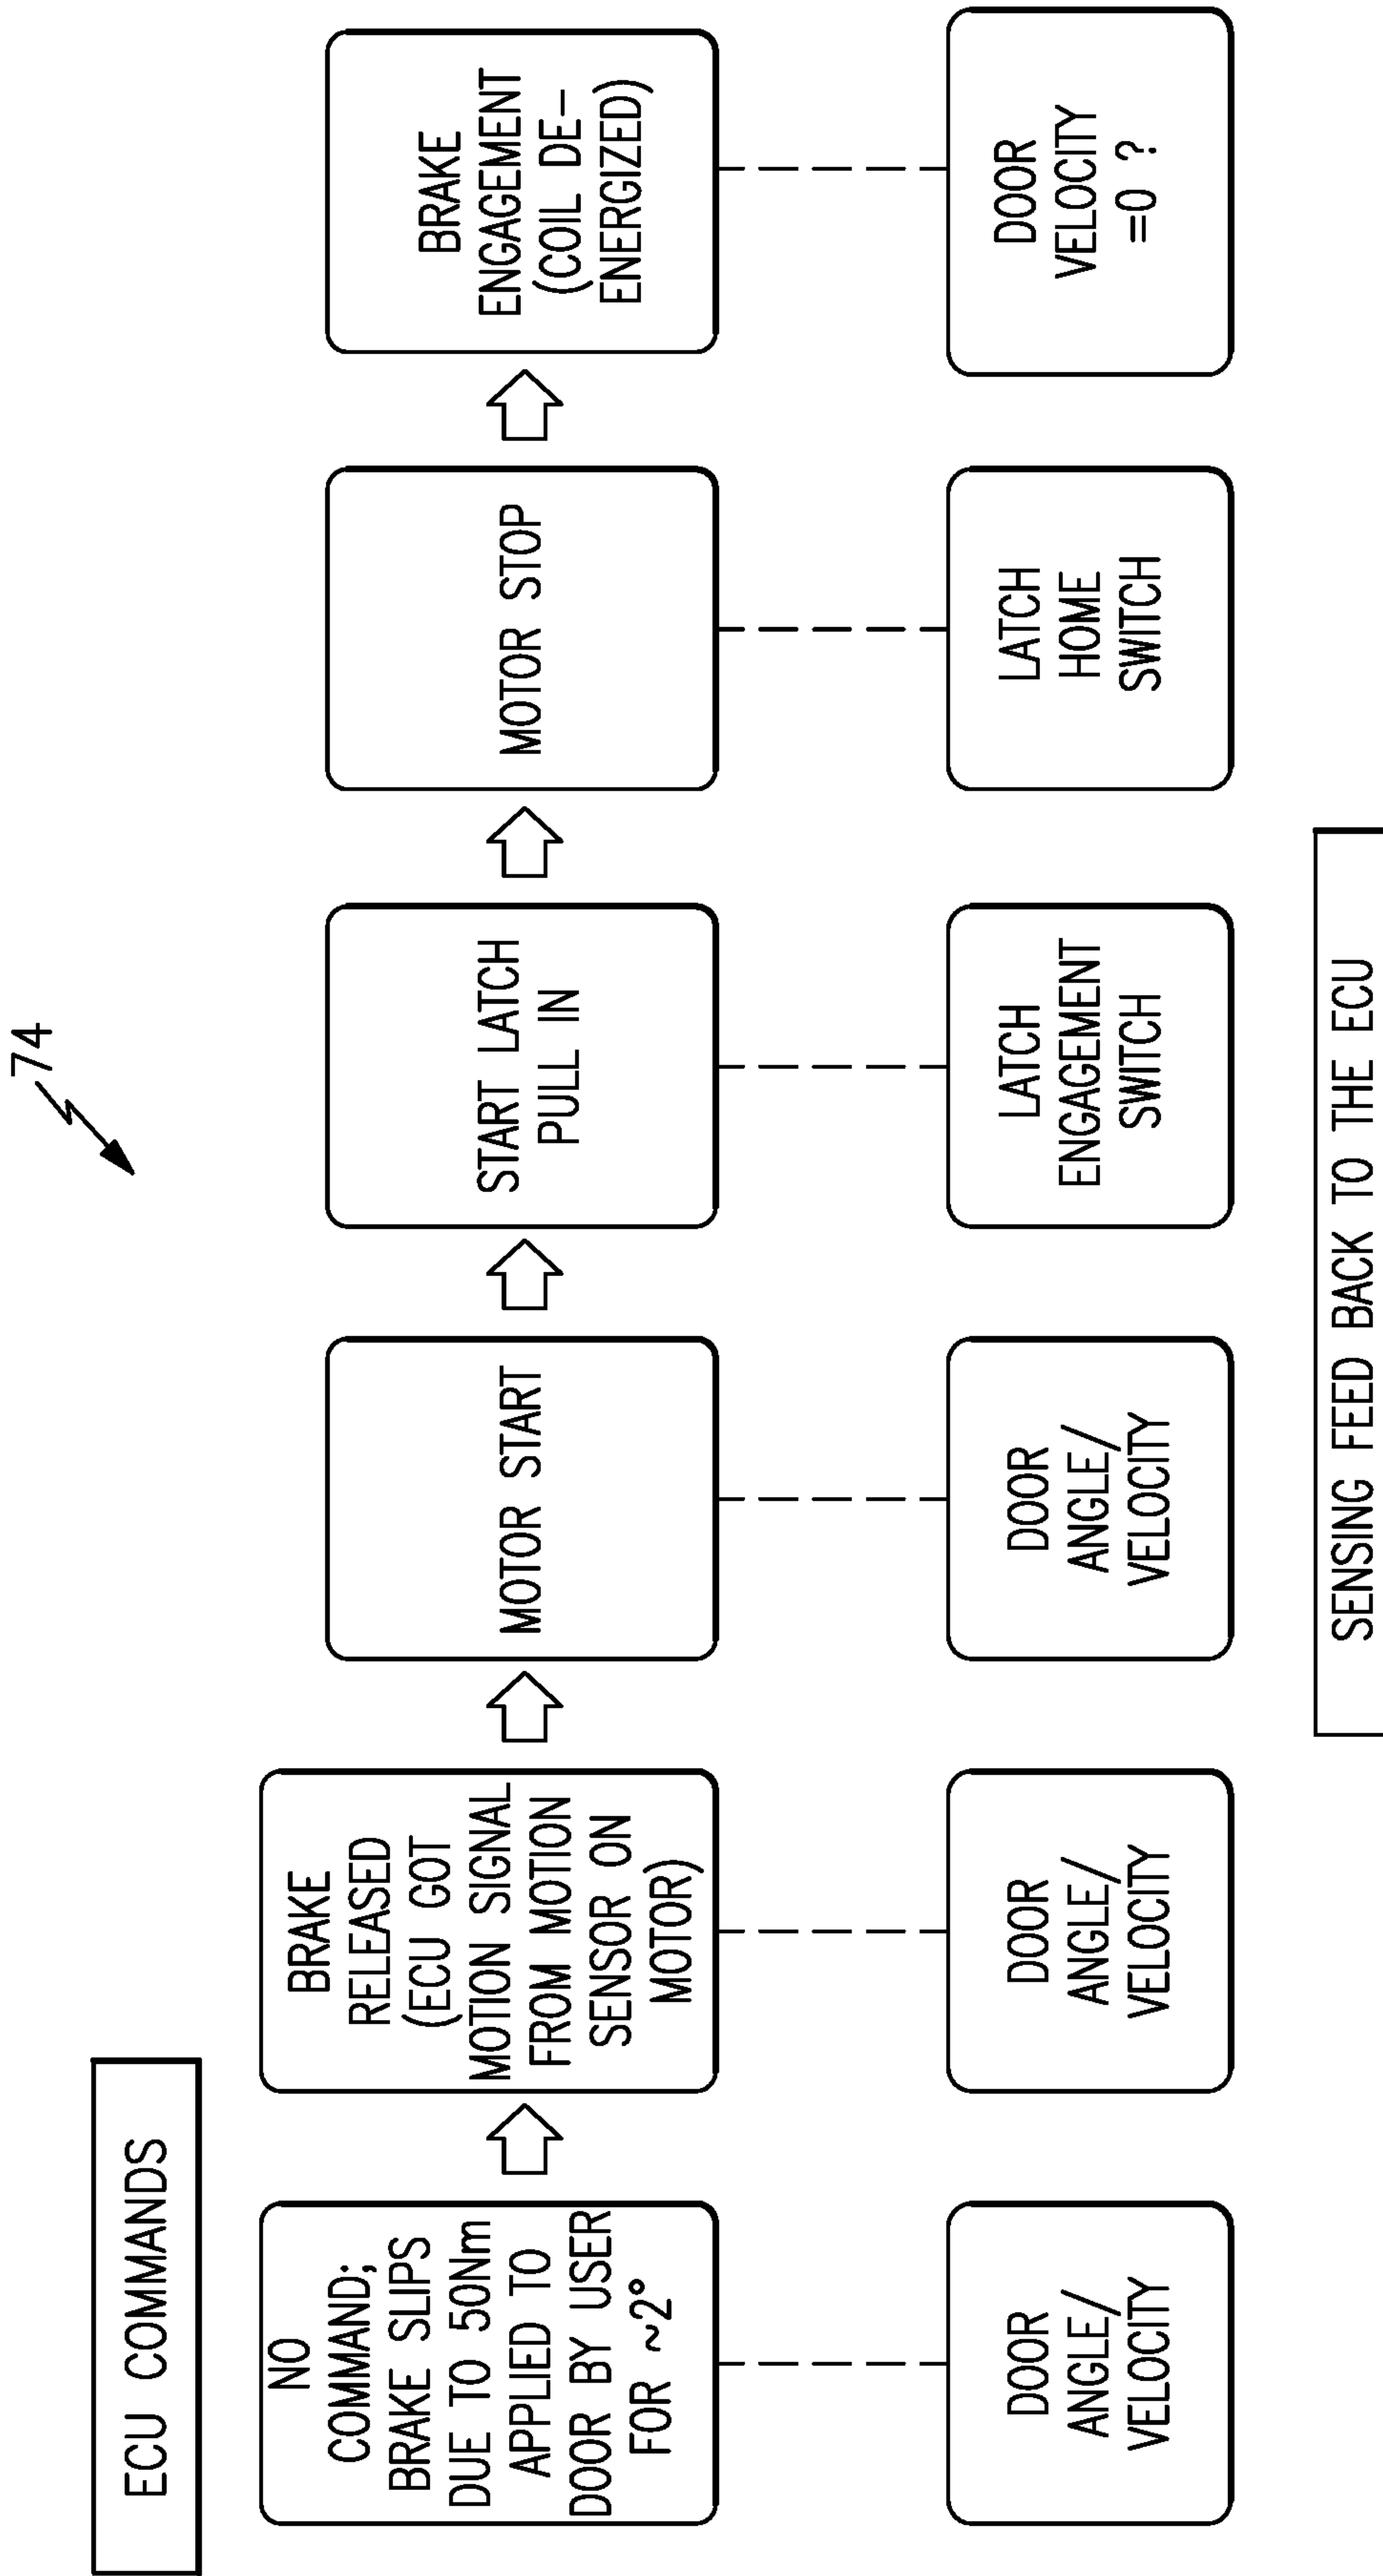 74
ECU COMMANDS
NO
COMMAND;
BRAKE SLIPS
DUE TO 50Nm
APPLIED TO
DOOR BY USER
FOR ~2°
BRAKE
RELEASED
(ECU GOT
MOTION SIGNAL
FROM MOTION
SENSOR ON
MOTOR)
MOTOR START
START LATCH
PULL IN
MOTOR STOP
BRAKE
ENGAGEMENT
(COIL DE-
ENERGIZED)
DOOR
ANGLE/
VELOCITY
DOOR
ANGLE/
VELOCITY
DOOR
ANGLE/
VELOCITY
LATCH
ENGAGEMENT
SWITCH
LATCH
HOME
SWITCH
DOOR
VELOCITY
=0 ?
SENSING FEED BACK TO THE ECU